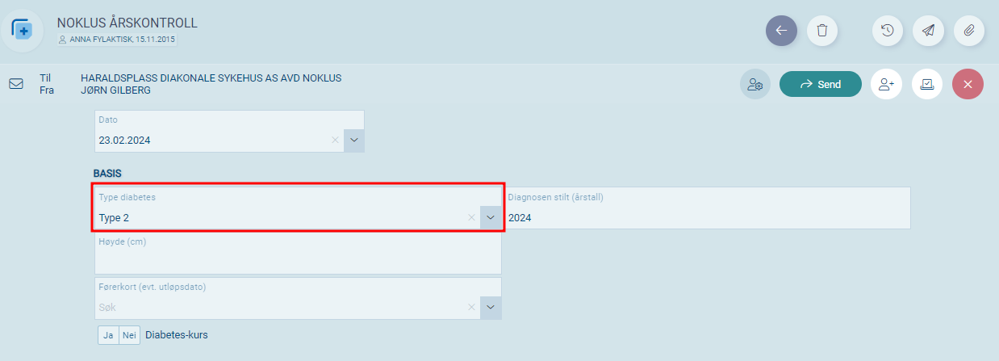 NOKLUS ÅRSKONTROLL
ANNA FYLAKTISK, 15.11.2015
Til HARALDSPLASS DIAKONALE SYKEHUS AS AVD NOKLUS
Fra JØRN GILBERG
Send
Dato
23.02.2024
BASIS
Type diabetes
Type 2
Diagnosen stilt (årstall)
2024
Høyde (cm)
Førerkort (evt. utløpsdato)
Søk
Ja Nei Diabetes-kurs